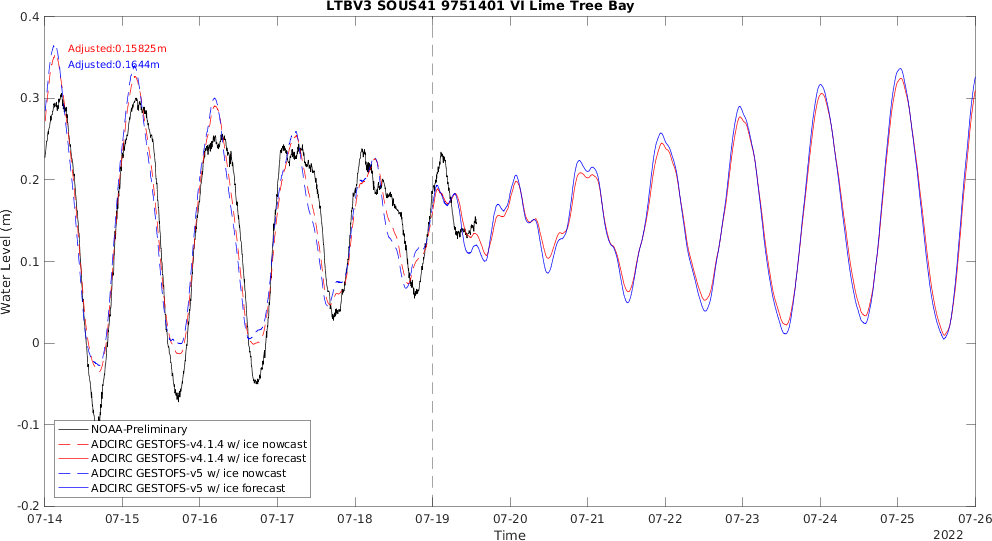 LTBV3 SOUS41 9751401 VI Lime Tree Bay
Adjusted:0.15825m
Adjusted:0.1644m
Water Level (m)
0.4
0.3
0.2
0.1
0
-0.1
-0.2
NOAA-Preliminary
ADCIRC GESTOFS-v4.1.4 w/ ice nowcast
ADCIRC GESTOFS-v4.1.4 w/ ice forecast
ADCIRC GESTOFS-v5 w/ ice nowcast
ADCIRC GESTOFS-v5 w/ ice forecast
07-14 07-15 07-16 07-17 07-18 07-19 07-20 07-21 07-22 07-23 07-24 07-25 07-26
Time
2022